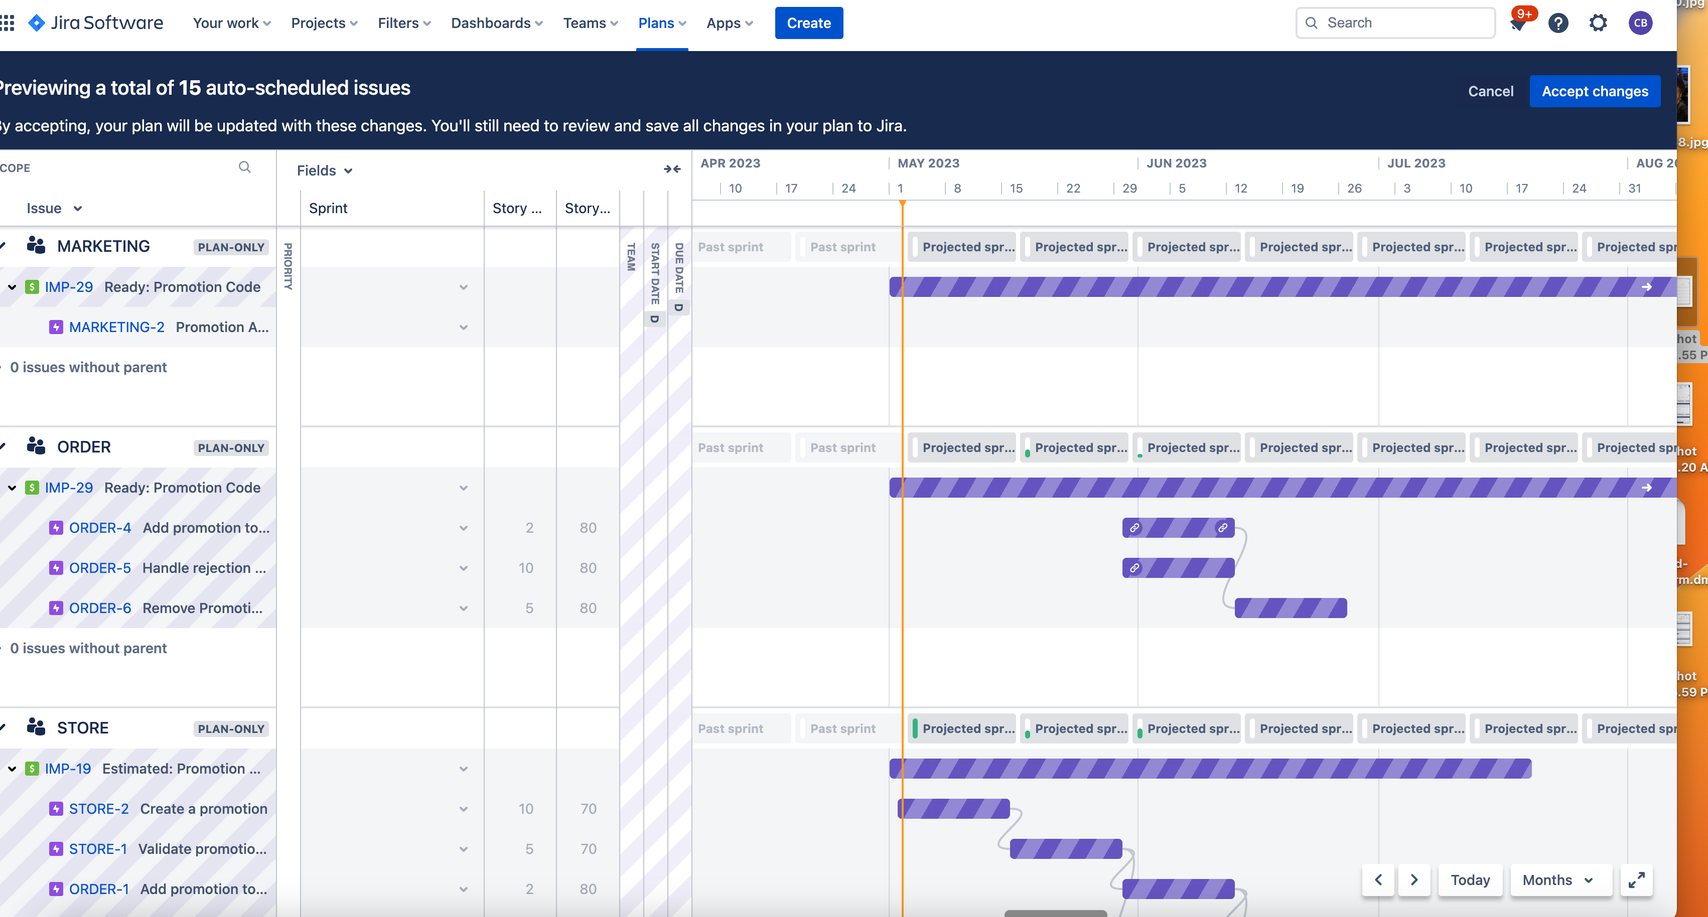 Jira Software Your work Projects Filters Dashboards Teams Plans Apps Create Search 9+ ? CB
Previewing a total of 15 auto-scheduled issues Cancel Accept changes
By accepting, your plan will be updated with these changes. You'll still need to review and save all changes in your plan to Jira.
COPE Fields APR 2023 MAY 2023 JUN 2023 JUL 2023 AUG 20
10 17 24 1 8 15 22 29 5 12 19 26 3 10 17 24 31
Issue Sprint Story ... Story...
PRIORITY
TEAM
START DATE D
DUE DATE D
MARKETING PLAN-ONLY Past sprint Past sprint Projected spr... Projected spr... Projected spr... Projected spr... Projected spr... Projected spr... Projected spr
$ IMP-29 Ready: Promotion Code
MARKETING-2 Promotion A...
0 issues without parent
ORDER PLAN-ONLY Past sprint Past sprint Projected spr... Projected spr... Projected spr... Projected spr... Projected spr... Projected spr... Projected spr
$ IMP-29 Ready: Promotion Code
ORDER-4 Add promotion to... 2 80
ORDER-5 Handle rejection ... 10 80
ORDER-6 Remove Promoti... 5 80
0 issues without parent
STORE PLAN-ONLY Past sprint Past sprint Projected spr... Projected spr... Projected spr... Projected spr... Projected spr... Projected spr... Projected spr
$ IMP-19 Estimated: Promotion ...
STORE-2 Create a promotion 10 70
STORE-1 Validate promotio... 5 70
ORDER-1 Add promotion to... 2 80
Today Months
8.jpg
hot
.55 P
hot
.20 A
d-
rm.dm
hot
.59 P